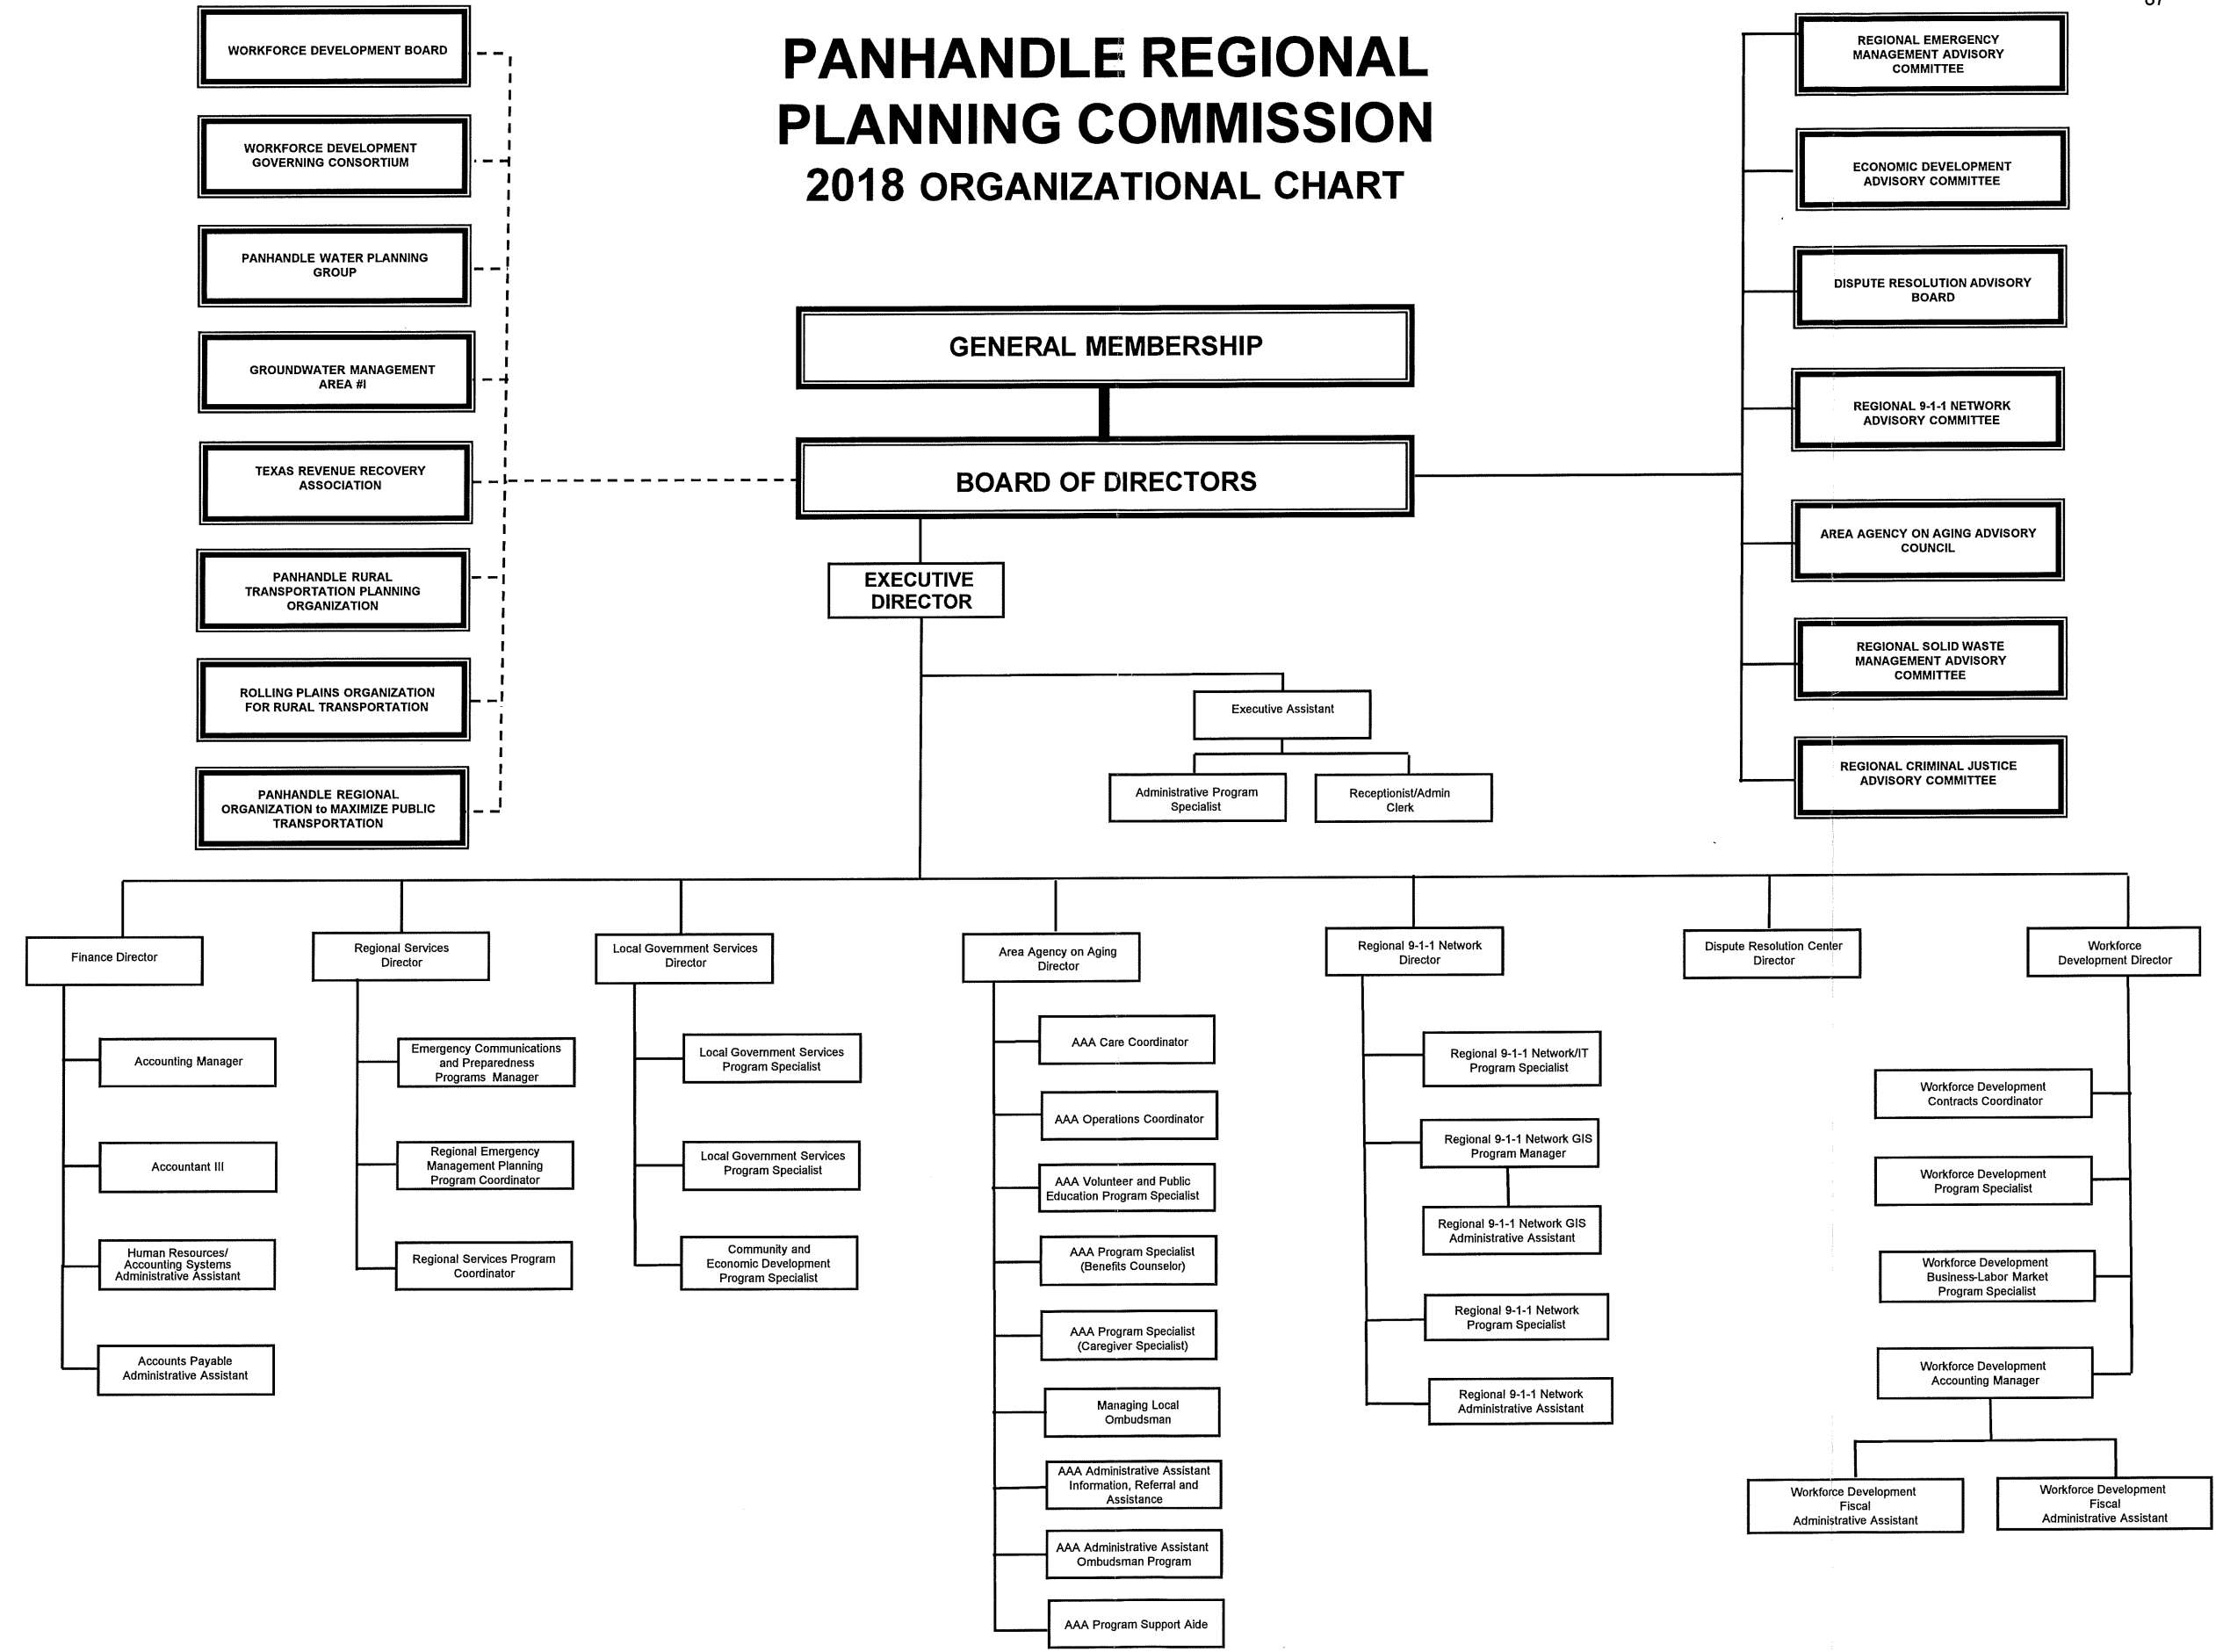 PANHANDLE REGIONAL
PLANNING COMMISSION
2018 ORGANIZATIONAL CHART
WORKFORCE DEVELOPMENT BOARD
WORKFORCE DEVELOPMENT
GOVERNING CONSORTIUM
PANHANDLE WATER PLANNING
GROUP
GROUNDWATER MANAGEMENT
AREA #I
TEXAS REVENUE RECOVERY
ASSOCIATION
PANHANDLE RURAL
TRANSPORTATION PLANNING
ORGANIZATION
ROLLING PLAINS ORGANIZATION
FOR RURAL TRANSPORTATION
PANHANDLE REGIONAL
ORGANIZATION to MAXIMIZE PUBLIC
TRANSPORTATION
GENERAL MEMBERSHIP
BOARD OF DIRECTORS
EXECUTIVE
DIRECTOR
Executive Assistant
Administrative Program
Specialist
Receptionist/Admin
Clerk
REGIONAL EMERGENCY
MANAGEMENT ADVISORY
COMMITTEE
ECONOMIC DEVELOPMENT
ADVISORY COMMITTEE
DISPUTE RESOLUTION ADVISORY
BOARD
REGIONAL 9-1-1 NETWORK
ADVISORY COMMITTEE
AREA AGENCY ON AGING ADVISORY
COUNCIL
REGIONAL SOLID WASTE
MANAGEMENT ADVISORY
COMMITTEE
REGIONAL CRIMINAL JUSTICE
ADVISORY COMMITTEE
Finance Director
Accounting Manager
Accountant III
Human Resources/
Accounting Systems
Administrative Assistant
Accounts Payable
Administrative Assistant
Regional Services
Director
Emergency Communications
and Preparedness
Programs Manager
Regional Emergency
Management Planning
Program Coordinator
Regional Services Program
Coordinator
Local Government Services
Director
Local Government Services
Program Specialist
Local Government Services
Program Specialist
Community and
Economic Development
Program Specialist
Area Agency on Aging
Director
AAA Care Coordinator
AAA Operations Coordinator
AAA Volunteer and Public
Education Program Specialist
AAA Program Specialist
(Benefits Counselor)
AAA Program Specialist
(Caregiver Specialist)
Managing Local
Ombudsman
AAA Administrative Assistant
Information, Referral and
Assistance
AAA Administrative Assistant
Ombudsman Program
AAA Program Support Aide
Regional 9-1-1 Network
Director
Regional 9-1-1 Network/IT
Program Specialist
Regional 9-1-1 Network GIS
Program Manager
Regional 9-1-1 Network GIS
Administrative Assistant
Regional 9-1-1 Network
Program Specialist
Regional 9-1-1 Network
Administrative Assistant
Dispute Resolution Center
Director
Workforce
Development Director
Workforce Development
Contracts Coordinator
Workforce Development
Program Specialist
Workforce Development
Business-Labor Market
Program Specialist
Workforce Development
Accounting Manager
Workforce Development
Fiscal
Administrative Assistant
Workforce Development
Fiscal
Administrative Assistant